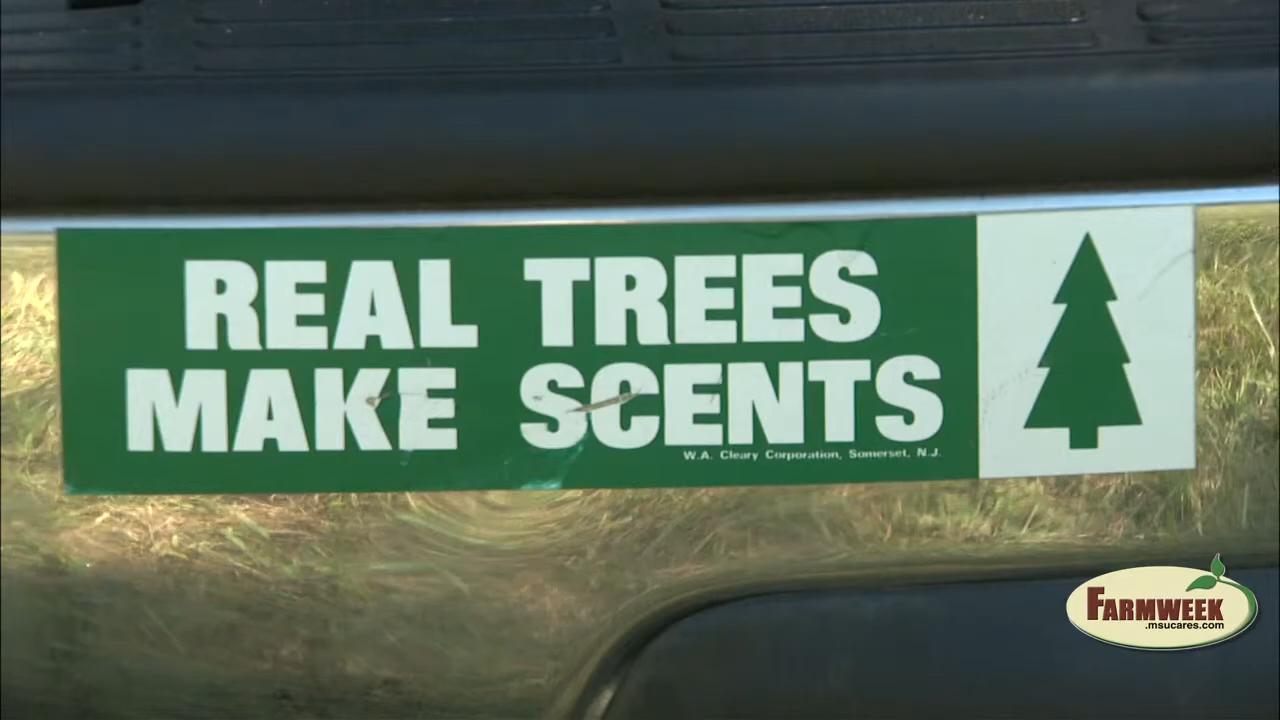 REAL TREES
MAKE SCENTS
W.A. Cleary Corporation, Somerset, N.J.
FARMWEEK
.msucares.com